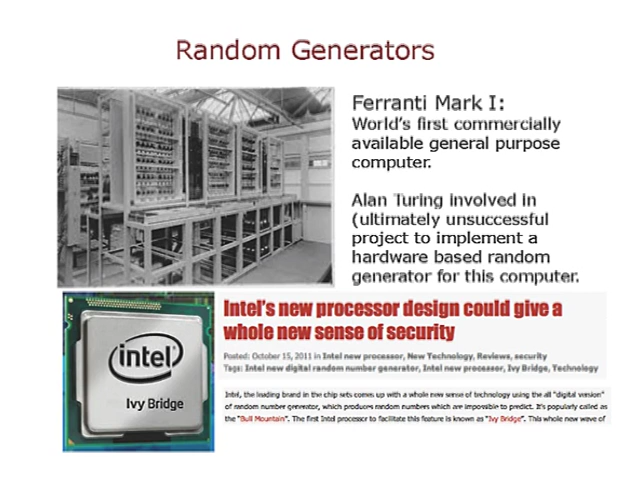 Random Generators
Ferranti Mark I:
World's first commercially
available general purpose
computer.
Alan Turing involved in
(ultimately unsuccessful
project to implement a
hardware based random
generator for this computer.
intel
Ivy Bridge
Intel's new processor design could give a
whole new sense of security
Posted: October 15, 2011 in Intel new processor, New Technology, Reviews, security
Tags: Intel new digital random number generator, Intel new processor, Ivy Bridge, Technology
Intel, the leading brand in the chip sets comes up with a whole new sense of technology using the all "digital version"
of random number generator, which produces random numbers which are impossible to predict. It's popularly called as
the "Bull Mountain". The first Intel processor to facilitate this feature is known as "Ivy Bridge". This whole new wave of